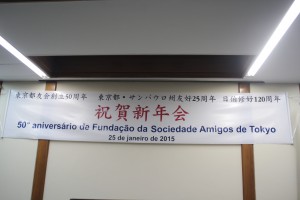 東京都友会創立50周年 東京都・サンパウロ州友好25周年 日伯修好120周年
祝賀新年会
50° aniversário de Fundação da Sociedade Amigos de Tokyo
25 de janeiro de 2015